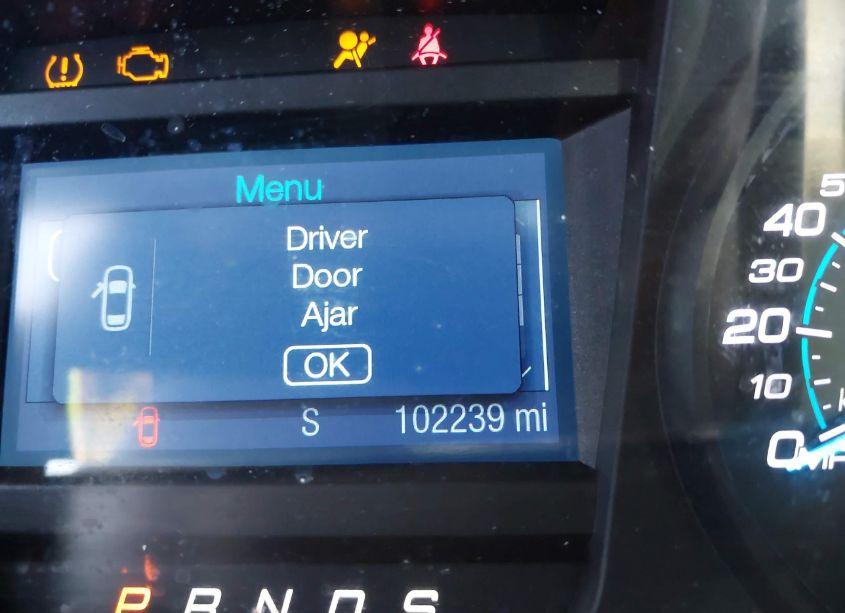 Menu
Driver
Door
Ajar
OK
S 102239 mi
P R N D S
40
30
20
10
0